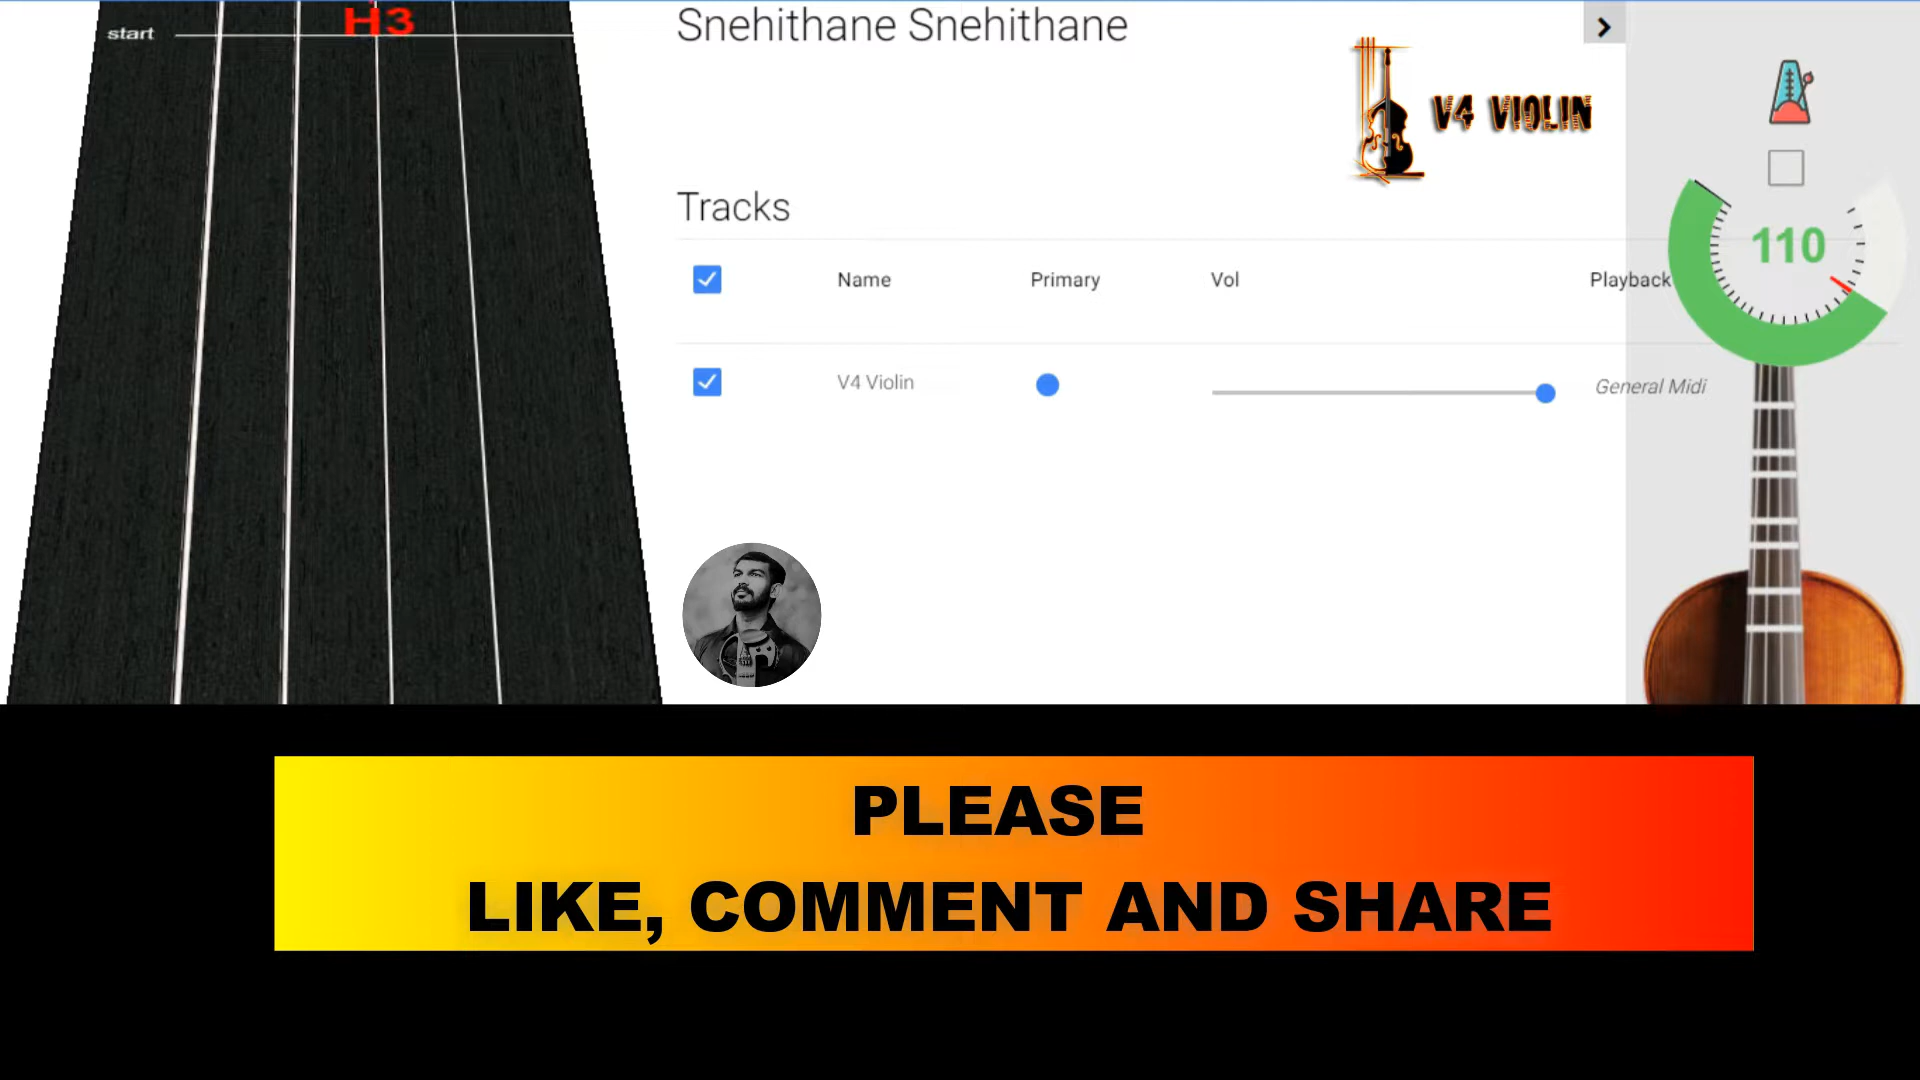 start
H3
Snehithane Snehithane
V4 VIOLIN
Tracks
Name Primary Vol Playback
V4 Violin General Midi
110
PLEASE
LIKE, COMMENT AND SHARE